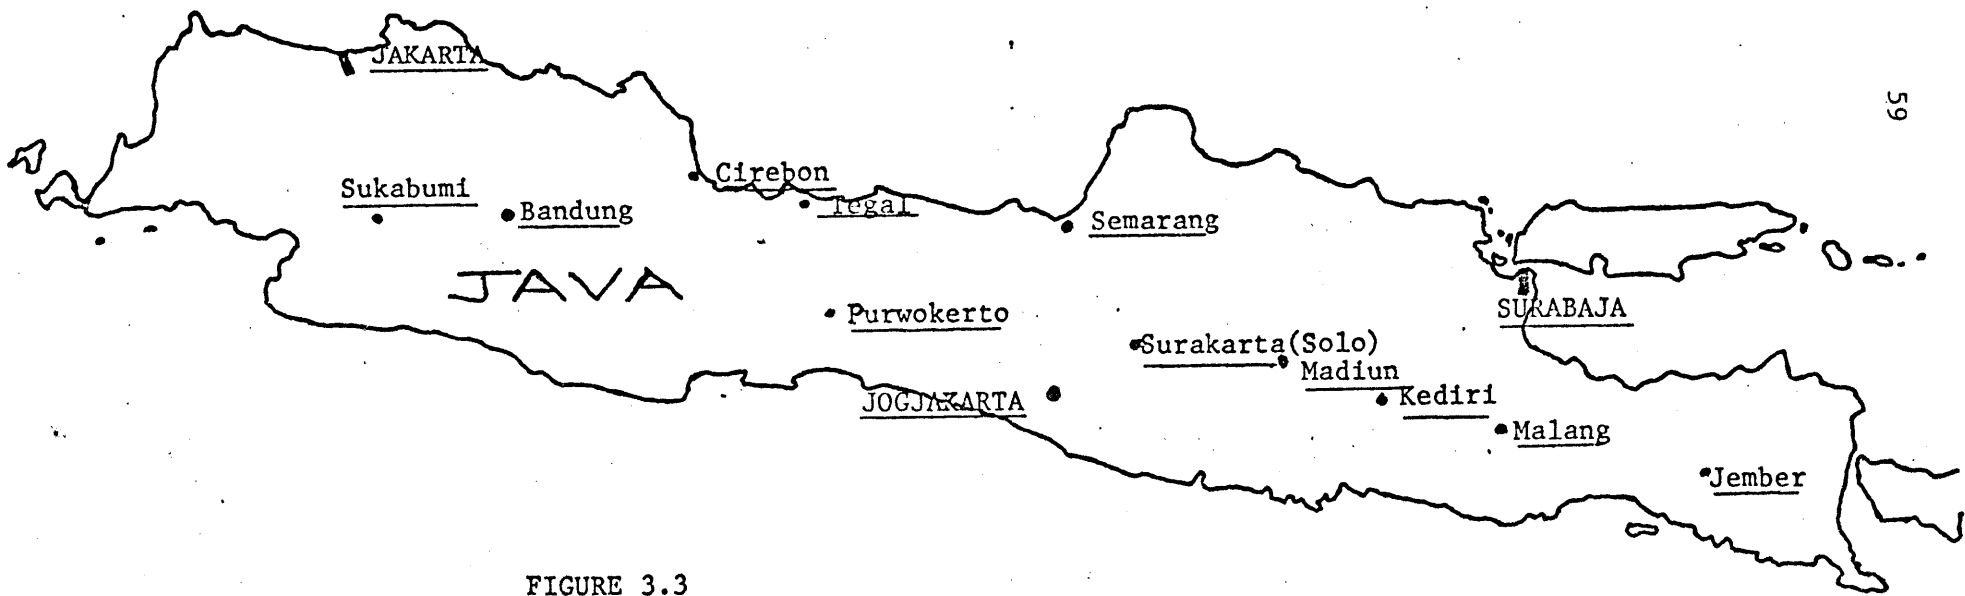 JAKARTA
59
Cirebon
Sukabumi
Tegal
Bandung
Semarang
JAVA
SURABAJA
Purwokerto
Surakarta(Solo)
Madiun
JOGJAKARTA
Kediri
Malang
Jember
FIGURE 3.3